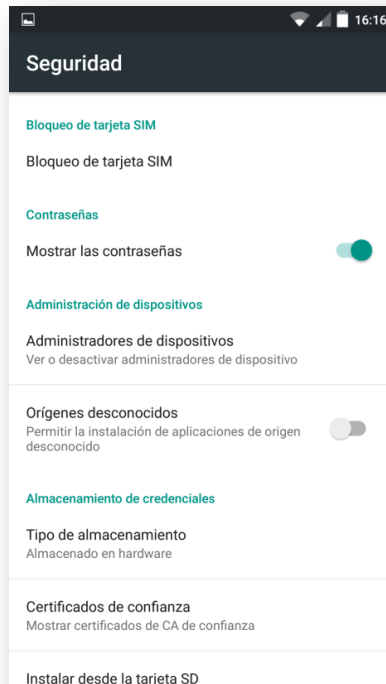 16:16
Seguridad
Bloqueo de tarjeta SIM
Bloqueo de tarjeta SIM
Contraseñas
Mostrar las contraseñas
Administración de dispositivos
Administradores de dispositivos
Ver o desactivar administradores de dispositivo
Orígenes desconocidos
Permitir la instalación de aplicaciones de origen
desconocido
Almacenamiento de credenciales
Tipo de almacenamiento
Almacenado en hardware
Certificados de confianza
Mostrar certificados de CA de confianza
Instalar desde la tarjeta SD